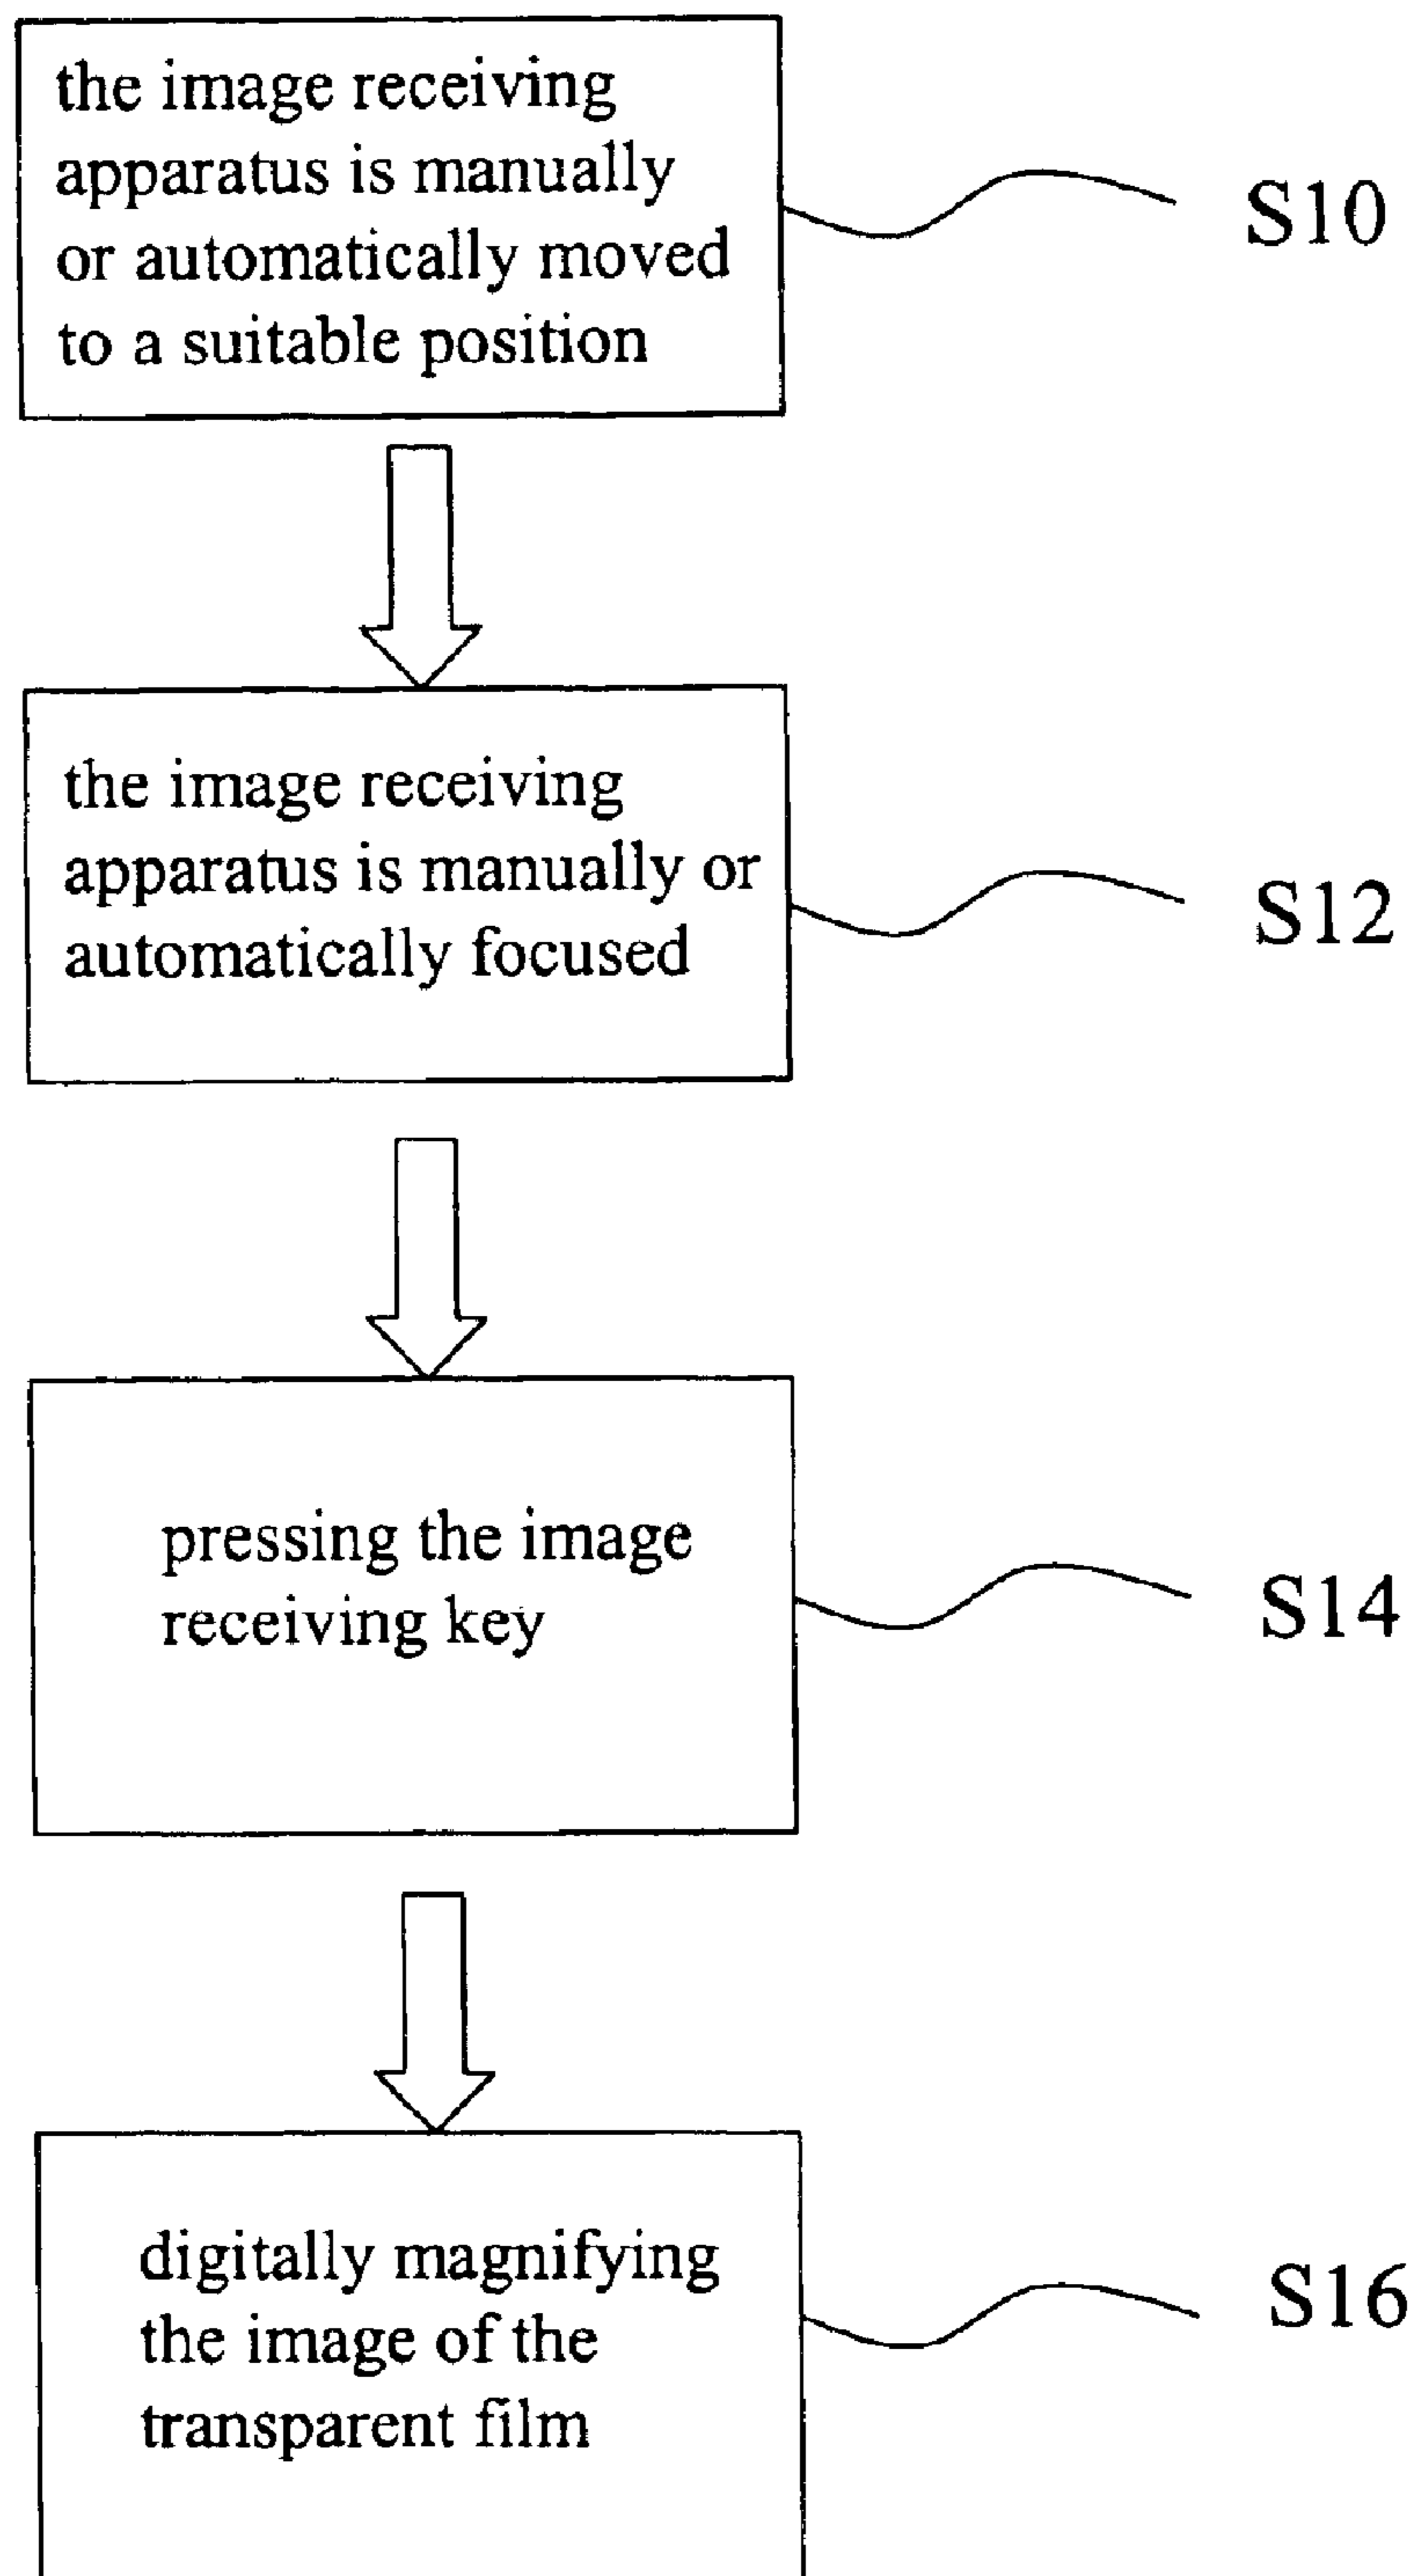 the image receiving
apparatus is manually
or automatically moved
to a suitable position
S10
the image receiving
apparatus is manually or
automatically focused
S12
pressing the image
receiving key
S14
digitally magnifying
the image of the
transparent film
S16